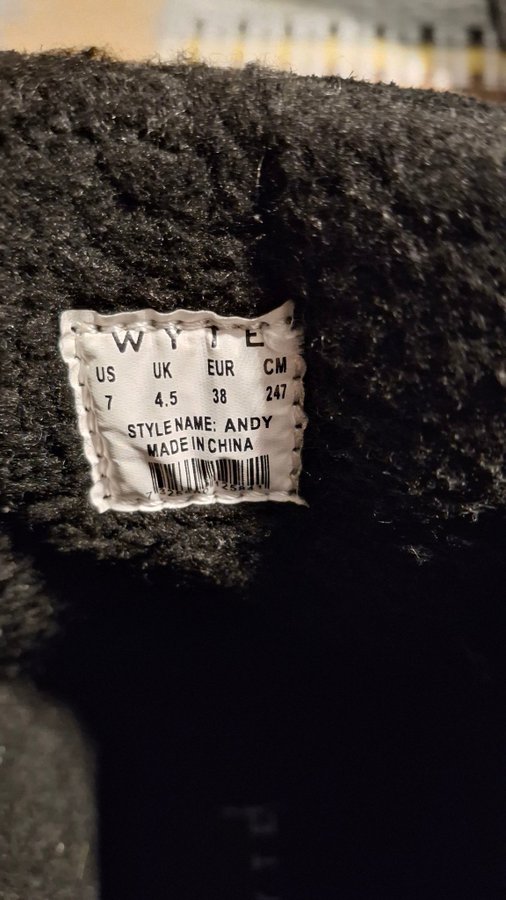 WYTE
US UK EUR CM
7 4.5 38 247
STYLE NAME: ANDY
MADE IN CHINA